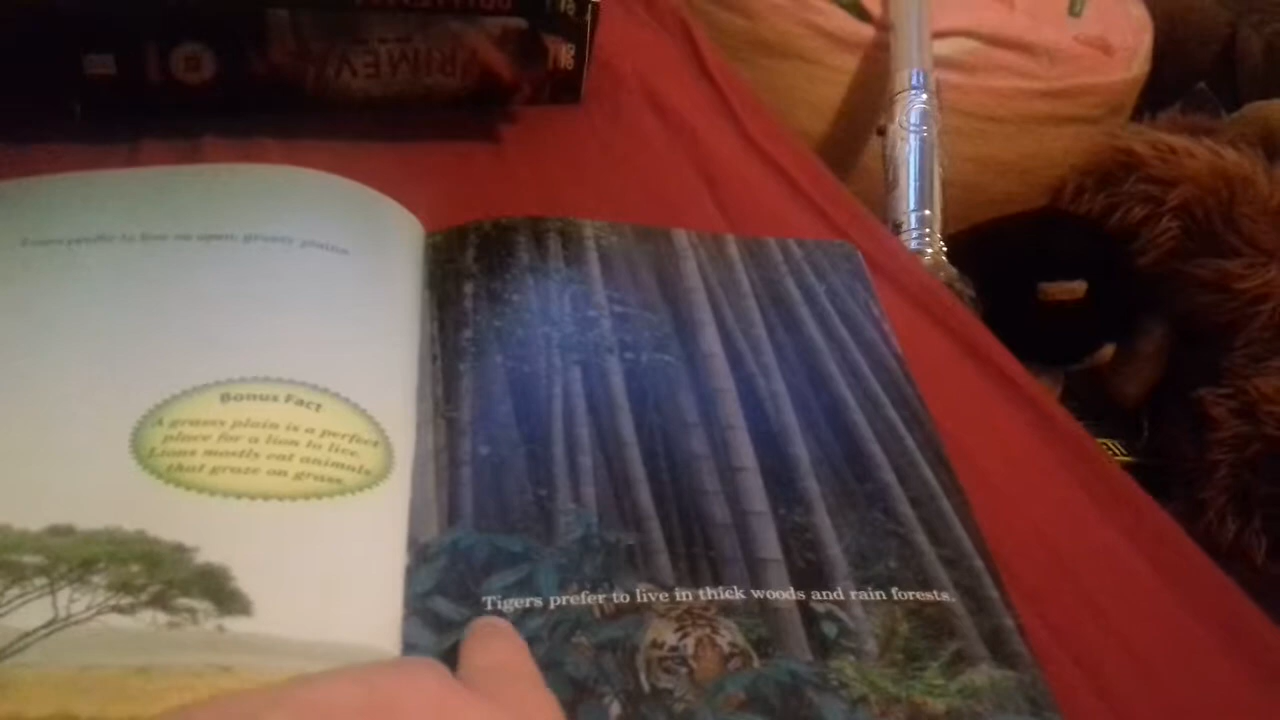 Lions prefer to live on open, grassy plains.
Bonus Fact
A grassy plain is a perfect
place for a lion to live.
Lions mostly eat animals
that graze on grass.
Tigers prefer to live in thick woods and rain forests.